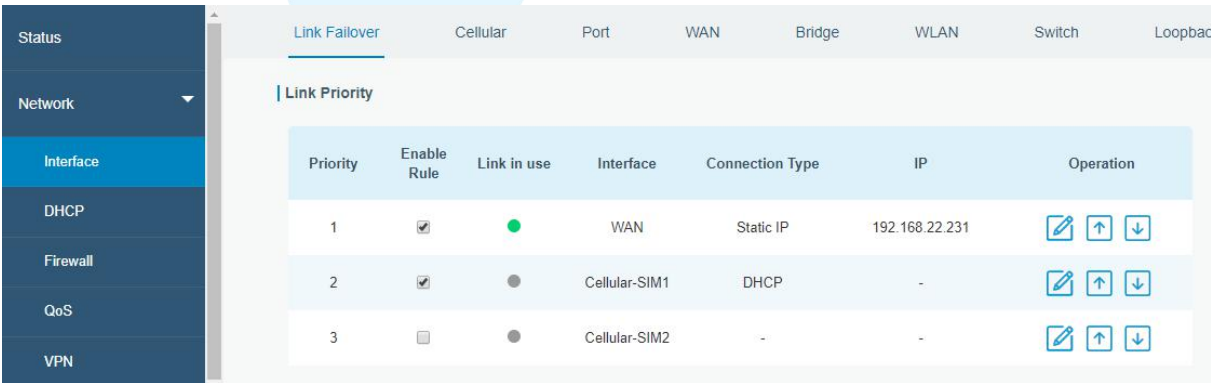 Status
Network
Interface
DHCP
Firewall
QoS
VPN
Link Failover Cellular Port WAN Bridge WLAN Switch Loopbac
Link Priority
Priority Enable Rule Link in use Interface Connection Type IP Operation
1 WAN Static IP 192.168.22.231
2 Cellular-SIM1 DHCP -
3 Cellular-SIM2 - -